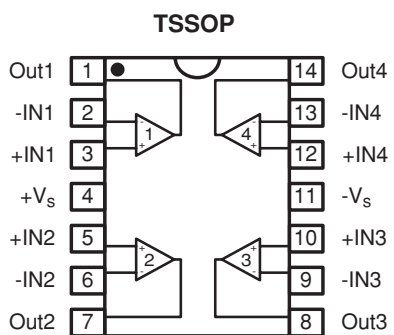 TSSOP
Out1 1 14 Out4
-IN1 2 - - 13 -IN4
1 4
+IN1 3 + + 12 +IN4
+Vs 4 11 -Vs
+IN2 5 + + 10 +IN3
2 3
-IN2 6 - - 9 -IN3
Out2 7 8 Out3